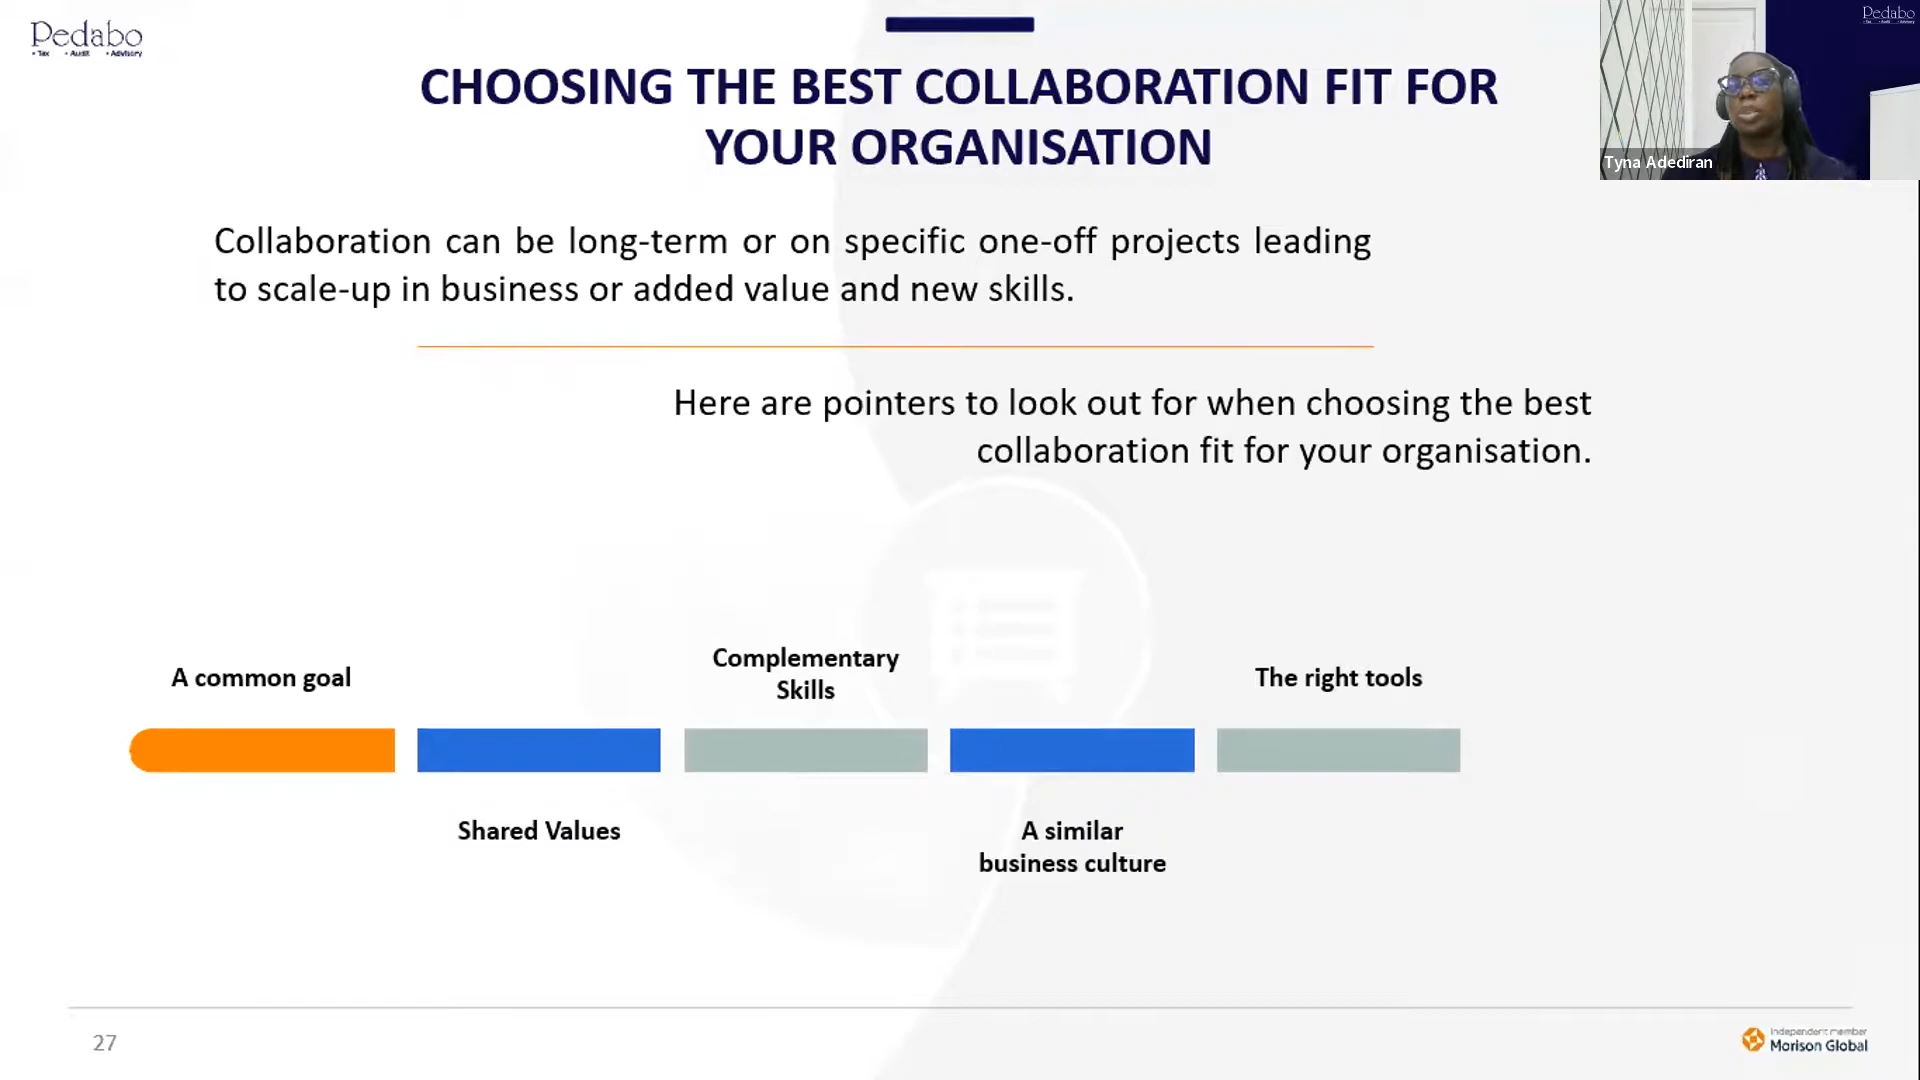 Pedabo
• Tax • Audit • Advisory
CHOOSING THE BEST COLLABORATION FIT FOR
YOUR ORGANISATION
Pedabo
Tyna Adediran
Collaboration can be long-term or on specific one-off projects leading
to scale-up in business or added value and new skills.
Here are pointers to look out for when choosing the best
collaboration fit for your organisation.
A common goal
Complementary
Skills
The right tools
Shared Values
A similar
business culture
27
Independent member
Morison Global